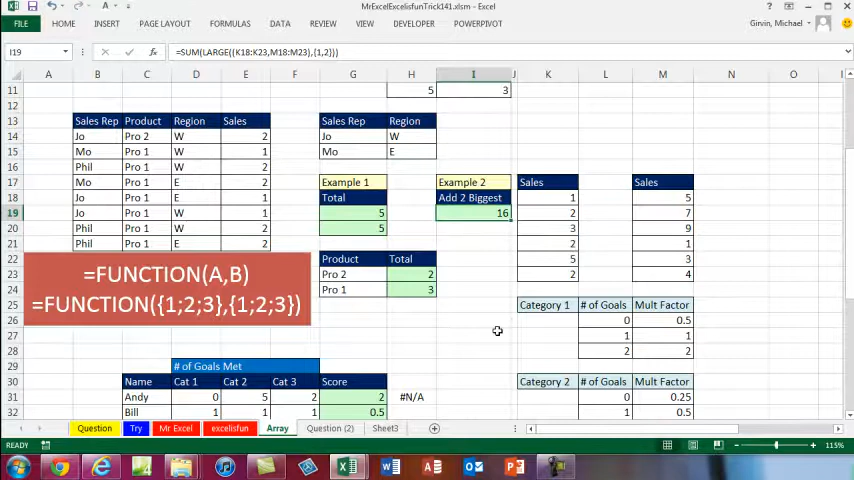 MrExcelExcelisfunTrick141.xlsm - Excel
FILE HOME INSERT PAGE LAYOUT FORMULAS DATA REVIEW VIEW DEVELOPER POWERPIVOT Girvin, Michael
I19 fx =SUM(LARGE((K18:K23,M18:M23),{1,2}))
A B C D E F G H I J K L M N O
11 5 3
12
13 Sales Rep Product Region Sales Sales Rep Region
14 Jo Pro 2 W 2 Jo W
15 Mo Pro 1 W 1 Mo E
16 Phil Pro 1 W 2
17 Mo Pro 1 E 2 Example 1 Example 2 Sales Sales
18 Jo Pro 1 E 1 Total Add 2 Biggest 1 5
19 Jo Pro 1 W 1 5 16 2 7
20 Phil Pro 1 W 2 5 3 9
21 Phil Pro 1 E 2 2 1
22 Product Total 5 3
23 Pro 2 2 2 4
24 Pro 1 3
=FUNCTION(A,B)
=FUNCTION({1;2;3},{1;2;3})
25 Category 1 # of Goals Mult Factor
26 0 0.5
27 1 1
28 2 2
29 # of Goals Met
30 Name Cat 1 Cat 2 Cat 3 Score Category 2 # of Goals Mult Factor
31 Andy 0 5 2 2 #N/A 0 0.25
32 Bill 1 1 1 0.5 1 0.5
Question Try Mr Excel excelisfun Array Question (2) Sheet3
READY 115%